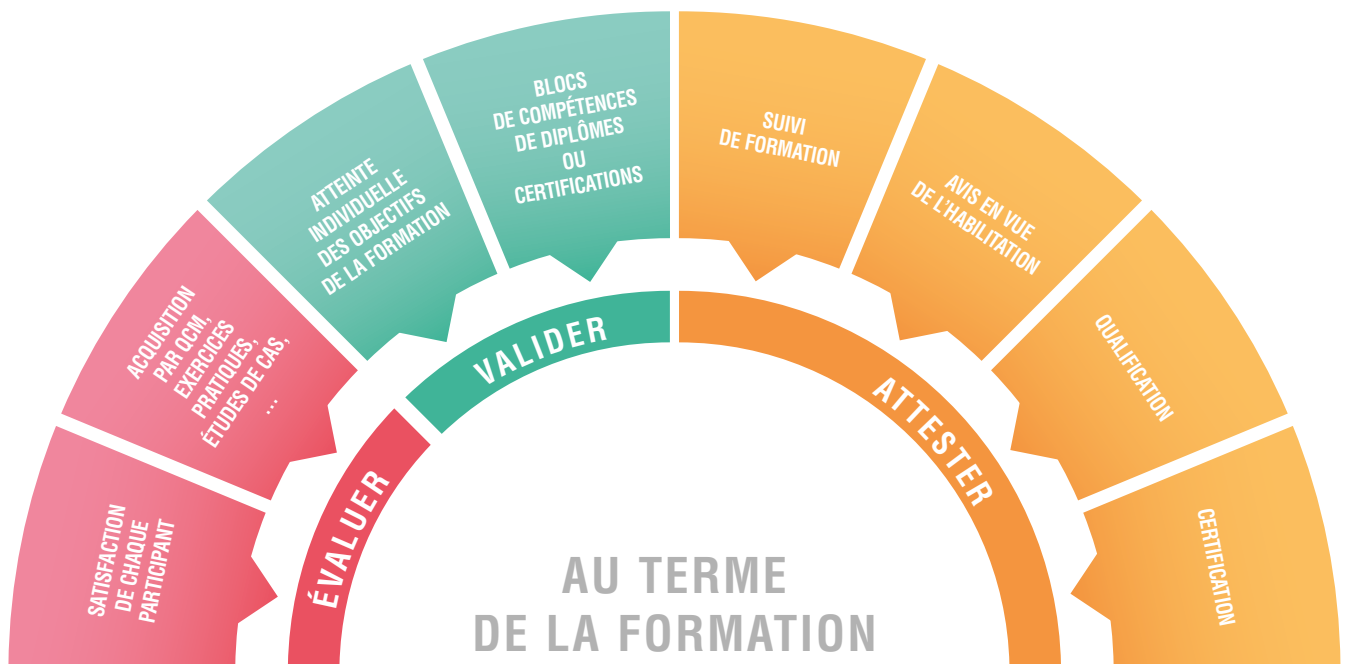 SATISFACTION
DE CHAQUE
PARTICIPANT
ACQUISITION
PAR QCM,
EXERCICES
PRATIQUES,
ÉTUDES DE CAS,
...
ATTEINTE
INDIVIDUELLE
DES OBJECTIFS
DE LA FORMATION
BLOCS
DE COMPÉTENCES
DE DIPLÔMES
OU
CERTIFICATIONS
SUIVI
DE FORMATION
AVIS EN VUE
DE L'HABILITATION
QUALIFICATION
CERTIFICATION
ÉVALUER
VALIDER
ATTESTER
AU TERME
DE LA FORMATION